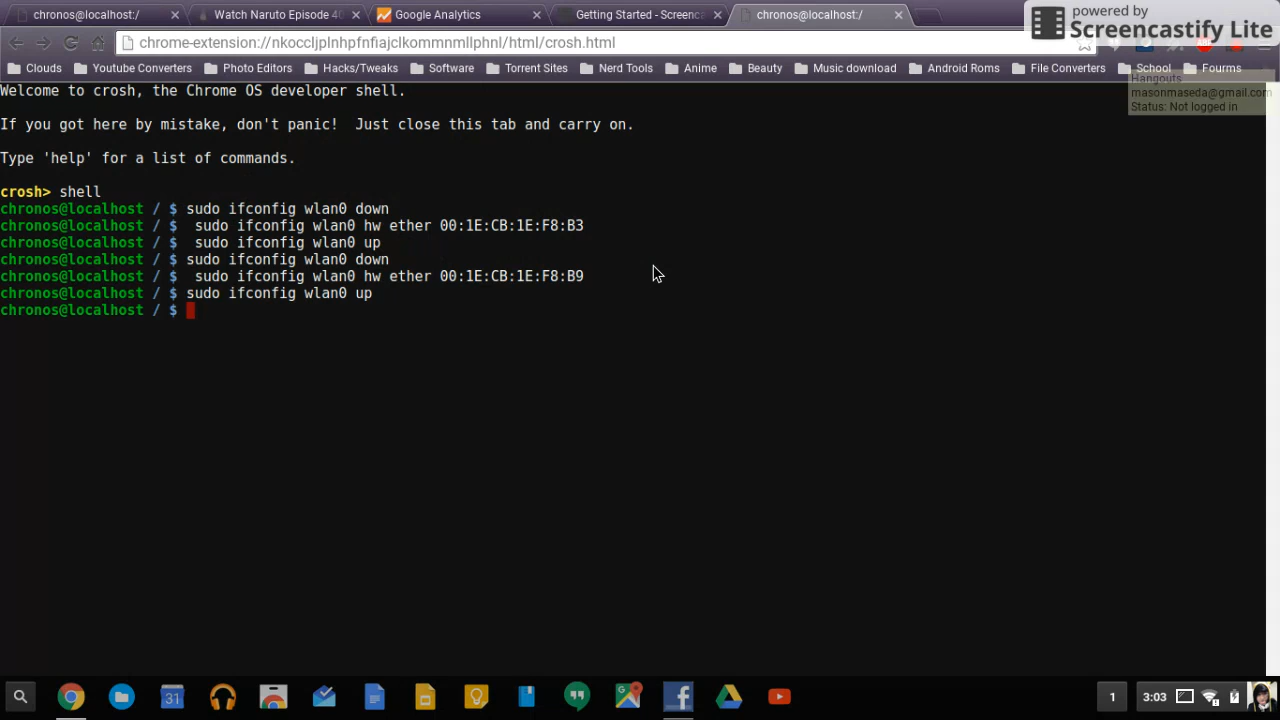 chronos@localhost:/
Watch Naruto Episode 4
Google Analytics
Getting Started - Screenca
chronos@localhost:/
powered by
Screencastify Lite
chrome-extension://nkoccljplnhpfnfiajclkommnmllphnl/html/crosh.html
Clouds
Youtube Converters
Photo Editors
Hacks/Tweaks
Software
Torrent Sites
Nerd Tools
Anime
Beauty
Music download
Android Roms
File Converters
School
Fourms
Hangouts
masonmaseda@gmail.com
Status: Not logged in
Welcome to crosh, the Chrome OS developer shell.
If you got here by mistake, don't panic!  Just close this tab and carry on.
Type 'help' for a list of commands.
crosh> shell
chronos@localhost / $ sudo ifconfig wlan0 down
chronos@localhost / $  sudo ifconfig wlan0 hw ether 00:1E:CB:1E:F8:B3
chronos@localhost / $  sudo ifconfig wlan0 up
chronos@localhost / $ sudo ifconfig wlan0 down
chronos@localhost / $  sudo ifconfig wlan0 hw ether 00:1E:CB:1E:F8:B9
chronos@localhost / $ sudo ifconfig wlan0 up
chronos@localhost / $
31
1
3:03